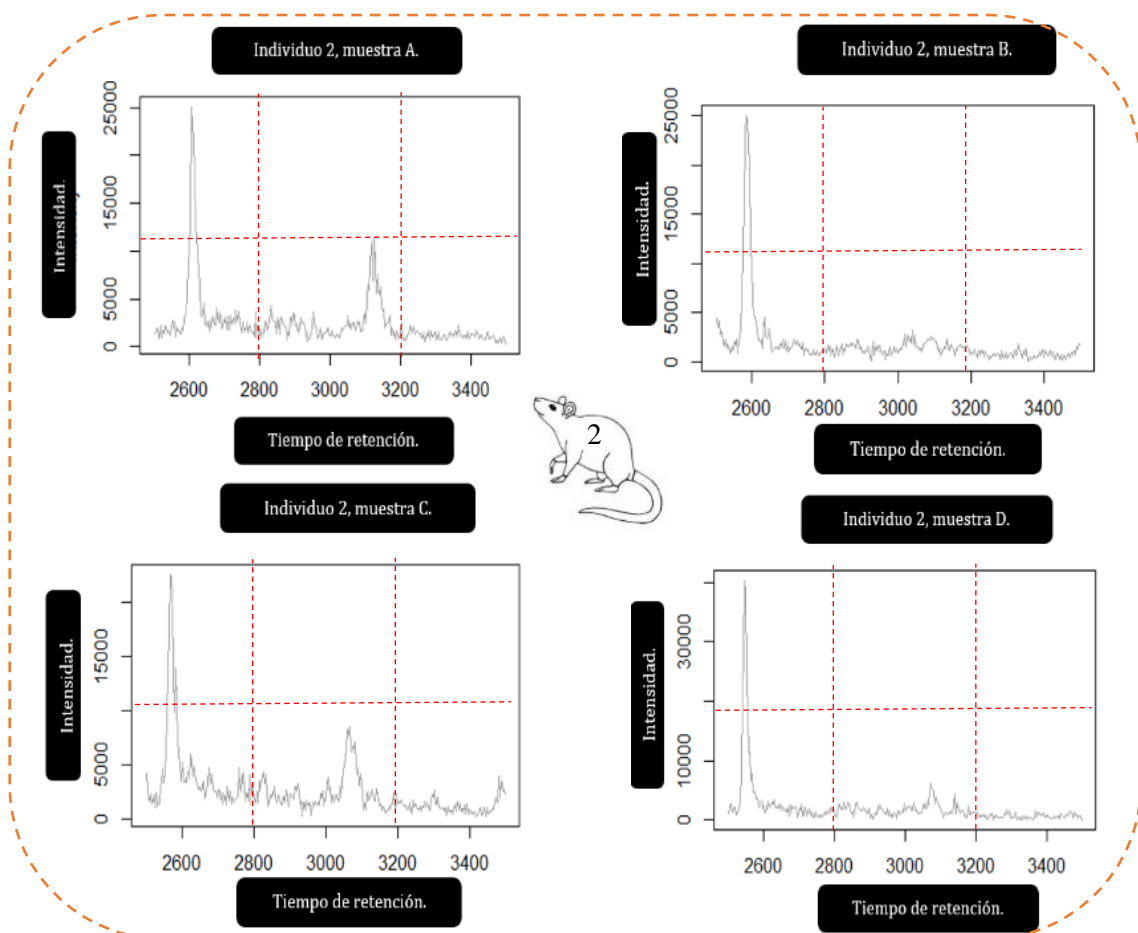 Individuo 2, muestra A.
Intensidad.
25000
15000
5000
0
2600 2800 3000 3200 3400
Tiempo de retención.
Individuo 2, muestra B.
Intensidad.
25000
15000
5000
0
2600 2800 3000 3200 3400
Tiempo de retención.
2
Individuo 2, muestra C.
Intensidad.
15000
5000
0
2600 2800 3000 3200 3400
Tiempo de retención.
Individuo 2, muestra D.
Intensidad.
30000
10000
0
2600 2800 3000 3200 3400
Tiempo de retención.